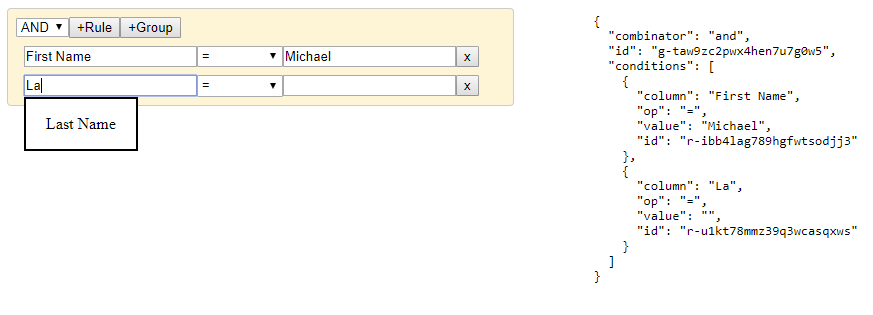 AND ▼ +Rule +Group
First Name = ▼ Michael x
La = ▼ x
Last Name
{
"combinator": "and",
"id": "g-taw9zc2pwx4hen7u7g0w5",
"conditions": [
{
"column": "First Name",
"op": "=",
"value": "Michael",
"id": "r-ibb4lag789hgfwtsodjj3"
},
{
"column": "La",
"op": "=",
"value": "",
"id": "r-u1kt78mmz39q3wcasqxws"
}
]
}